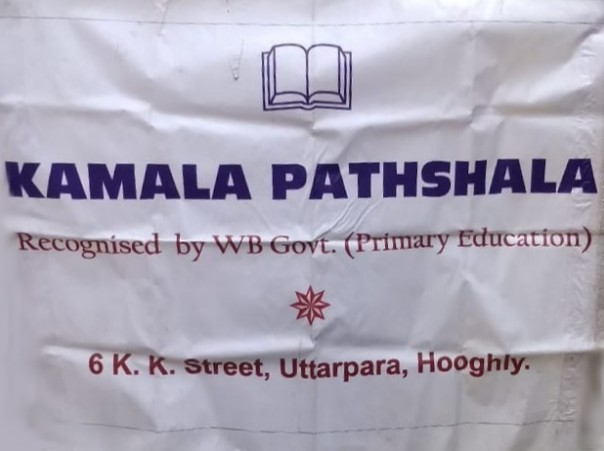 KAMALA PATHSHALA
Recognised by WB Govt. (Primary Education)
6 K. K. Street, Uttarpara, Hooghly.